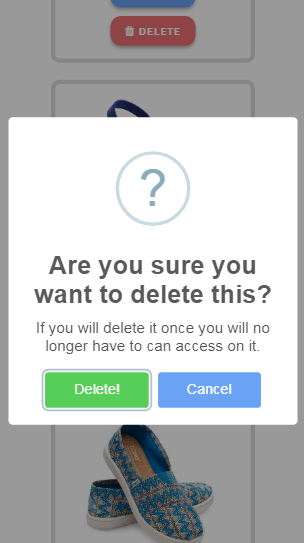 DELETE
?
Are you sure you
want to delete this?
If you will delete it once you will no
longer have to can access on it.
Delete! Cancel